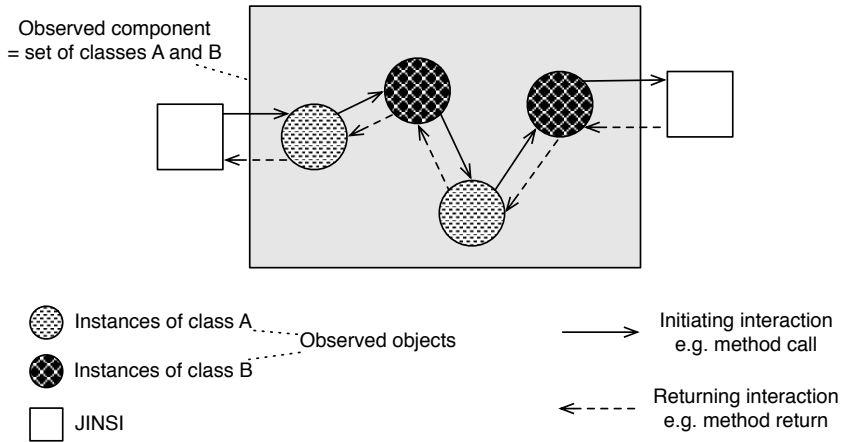 Observed component
= set of classes A and B
Instances of class A
Observed objects
Instances of class B
JINSI
Initiating interaction
e.g. method call
Returning interaction
e.g. method return